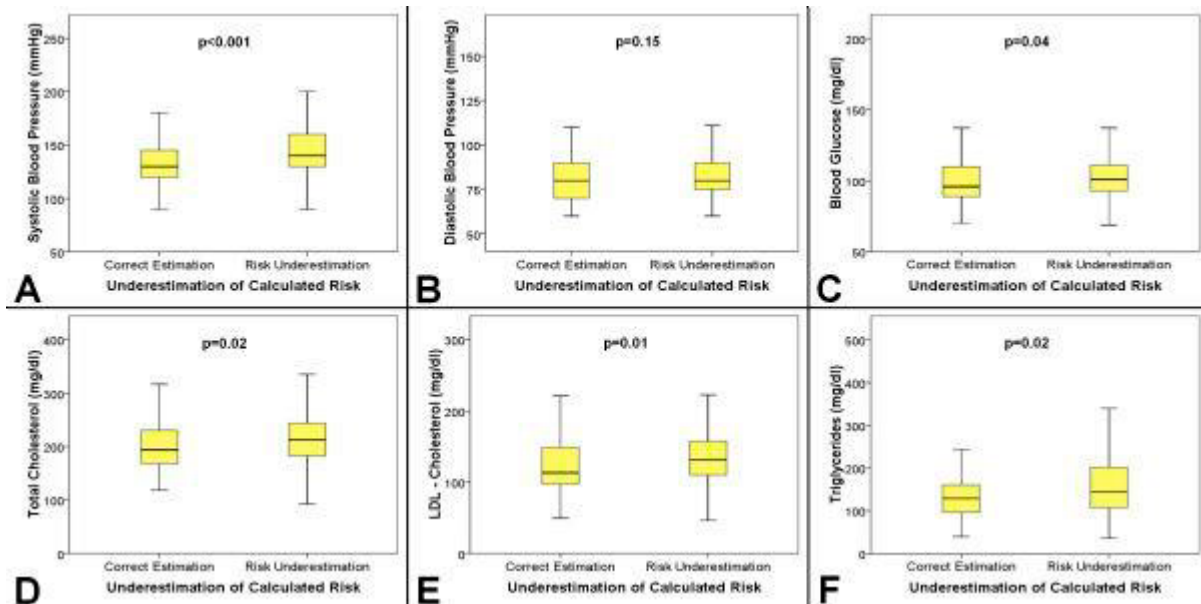 p<0.001
Systolic Blood Pressure (mmHg)
250
200
150
100
50
Correct Estimation Risk Underestimation
Underestimation of Calculated Risk
A
p=0.15
Diastolic Blood Pressure (mmHg)
150
125
100
75
50
Correct Estimation Risk Underestimation
Underestimation of Calculated Risk
B
p=0.04
Blood Glucose (mg/dl)
200
150
100
50
Correct Estimation Risk Underestimation
Underestimation of Calculated Risk
C
p=0.02
Total Cholesterol (mg/dl)
400
300
200
100
0
Correct Estimation Risk Underestimation
Underestimation of Calculated Risk
D
p=0.01
LDL - Cholesterol (mg/dl)
300
200
100
0
Correct Estimation Risk Underestimation
Underestimation of Calculated Risk
E
p=0.02
Triglycerides (mg/dl)
500
400
300
200
100
0
Correct Estimation Risk Underestimation
Underestimation of Calculated Risk
F